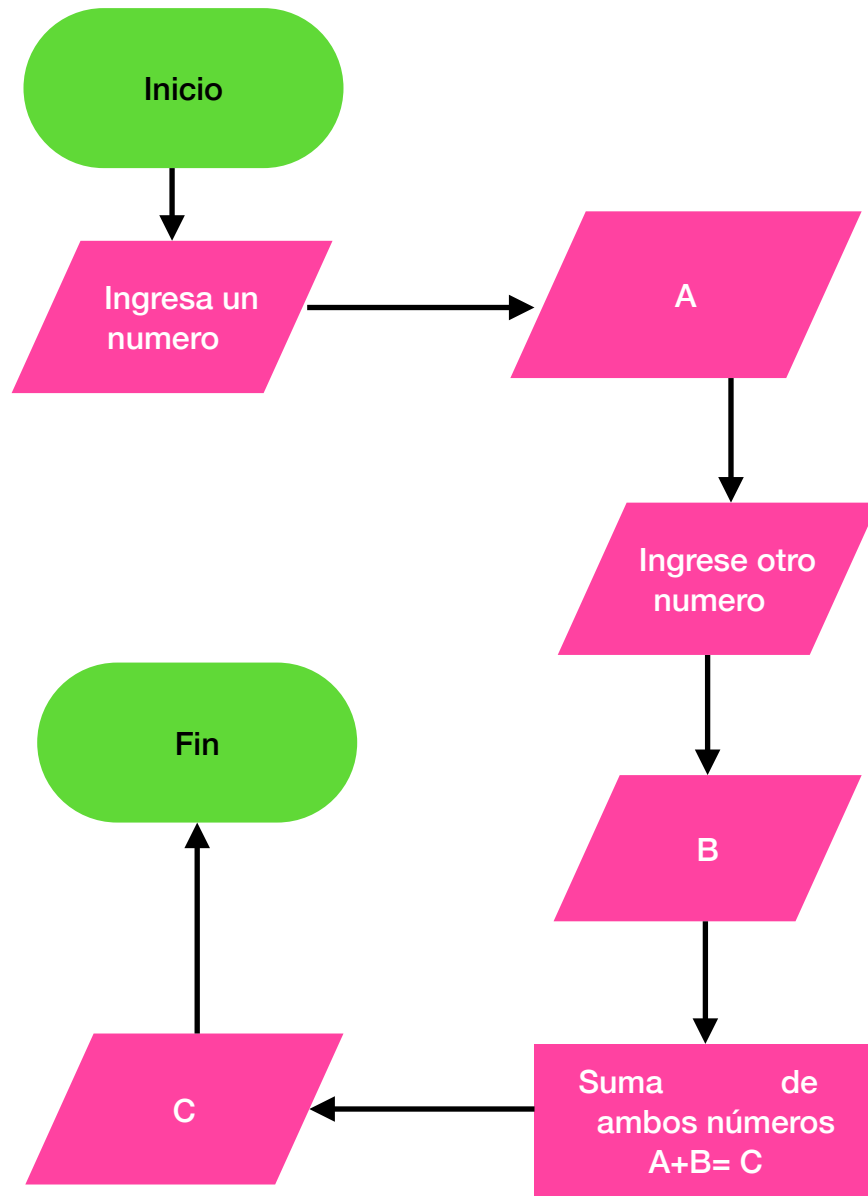 Inicio
Ingresa un
numero
A
Ingrese otro
numero
B
Suma de
ambos números
A+B= C
C
Fin